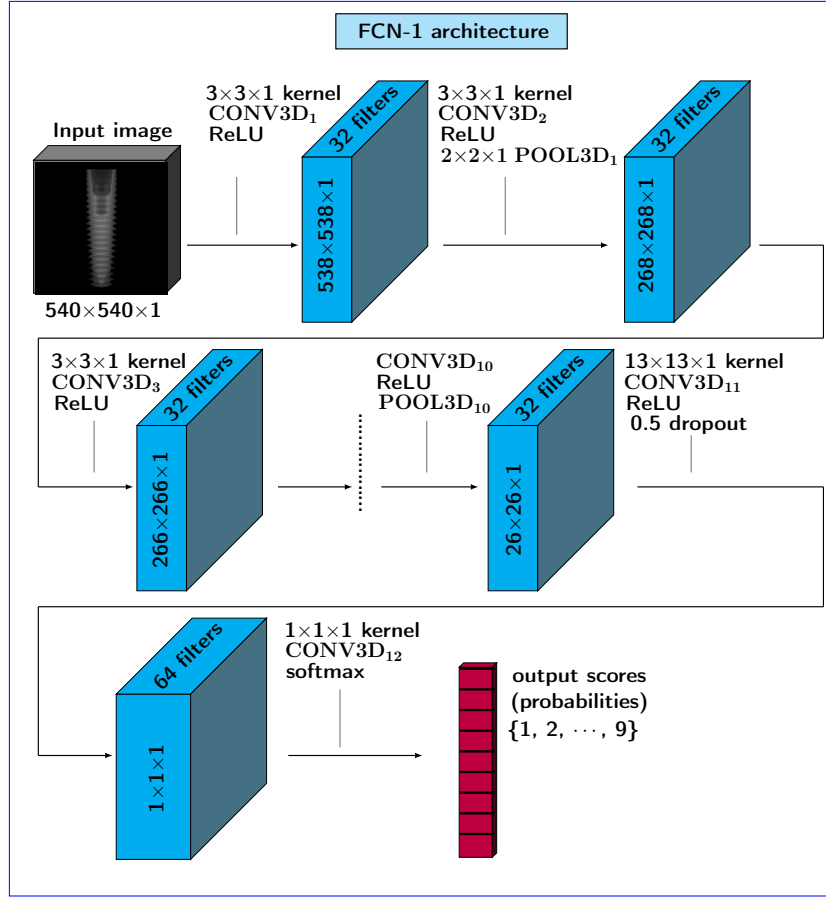 FCN-1 architecture
Input image
540×540×1
3×3×1 kernel
CONV3D₁
ReLU
32 filters
538×538×1
3×3×1 kernel
CONV3D₂
ReLU
2×2×1 POOL3D₁
32 filters
268×268×1
3×3×1 kernel
CONV3D₃
ReLU
32 filters
266×266×1
CONV3D₁₀
ReLU
POOL3D₁₀
32 filters
26×26×1
13×13×1 kernel
CONV3D₁₁
ReLU
0.5 dropout
64 filters
1×1×1
1×1×1 kernel
CONV3D₁₂
softmax
output scores
(probabilities)
{1, 2, ⋯, 9}